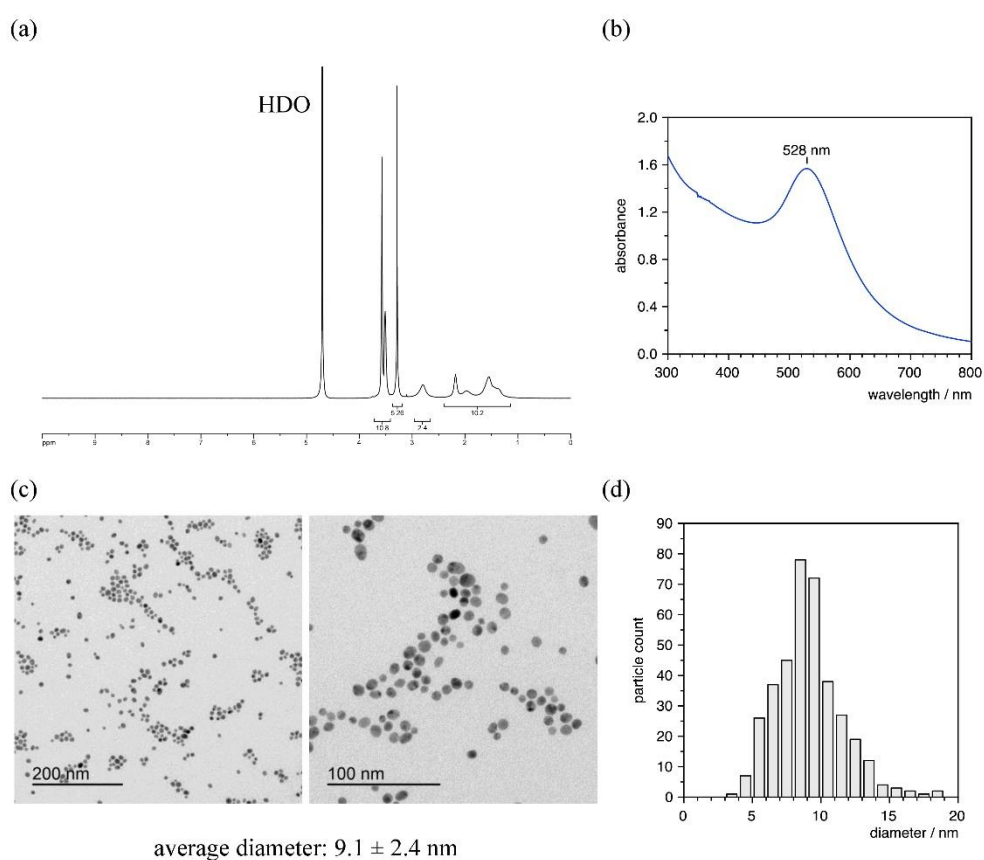 (a)
HDO
10.8
5.26
2.4
10.2
ppm 9 8 7 6 5 4 3 2 1 0
(b)
2.0
1.6
1.2
0.8
0.4
0.0
528 nm
absorbance
300 400 500 600 700 800
wavelength / nm
(c)
200 nm
100 nm
average diameter: 9.1 ± 2.4 nm
(d)
90
80
70
60
50
40
30
20
10
0
particle count
0 5 10 15 20
diameter / nm